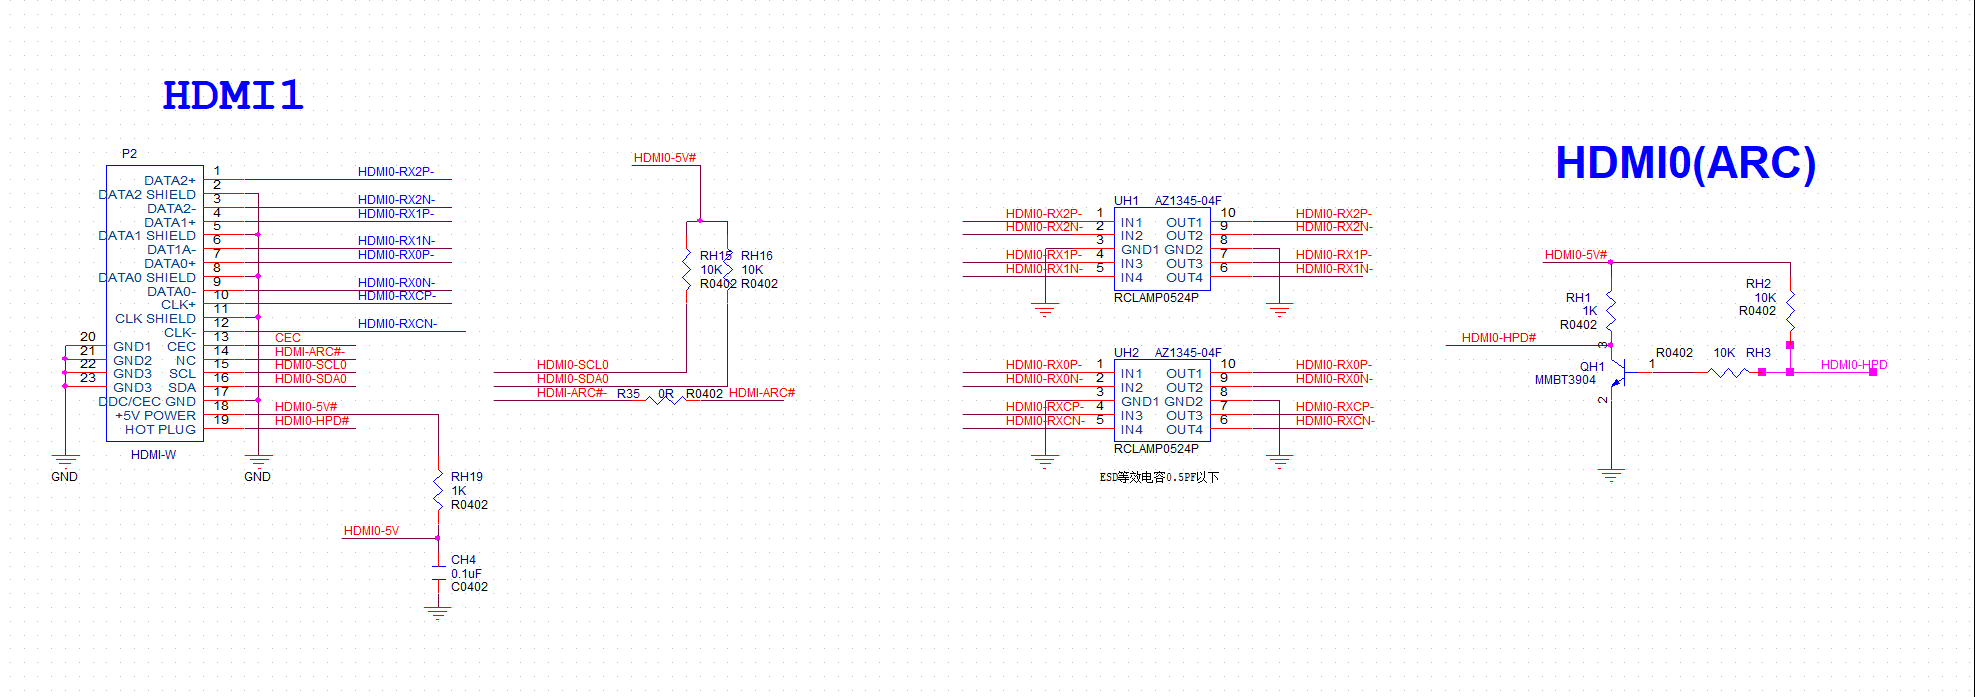 HDMI1
HDMI0(ARC)
P2
1
DATA2+
HDMI0-RX2P-
2
DATA2 SHIELD
3
DATA2-
HDMI0-RX2N-
4
DATA1+
HDMI0-RX1P-
5
DATA1 SHIELD
6
DAT1A-
HDMI0-RX1N-
7
DATA0+
HDMI0-RX0P-
8
DATA0 SHIELD
9
DATA0-
HDMI0-RX0N-
10
CLK+
HDMI0-RXCP-
11
CLK SHIELD
12
CLK-
HDMI0-RXCN-
20
GND1
13
CEC
CEC
21
GND2
14
NC
HDMI-ARC#-
22
GND3
15
SCL
HDMI0-SCL0
23
GND3
16
SDA
HDMI0-SDA0
17
DDC/CEC GND
18
+5V POWER
HDMI0-5V#
19
HOT PLUG
HDMI0-HPD#
HDMI-W
GND
GND
RH19
1K
R0402
HDMI0-5V
CH4
0.1uF
C0402
HDMI0-5V#
RH15
10K
R0402
RH16
10K
R0402
HDMI0-SCL0
HDMI0-SDA0
HDMI-ARC#-
R35
0R
R0402
HDMI-ARC#
UH1
AZ1345-04F
HDMI0-RX2P-
1
IN1
OUT1
10
HDMI0-RX2P-
HDMI0-RX2N-
2
IN2
OUT2
9
HDMI0-RX2N-
3
GND1
GND2
8
HDMI0-RX1P-
4
IN3
OUT3
7
HDMI0-RX1P-
HDMI0-RX1N-
5
IN4
OUT4
6
HDMI0-RX1N-
RCLAMP0524P
UH2
AZ1345-04F
HDMI0-RX0P-
1
IN1
OUT1
10
HDMI0-RX0P-
HDMI0-RX0N-
2
IN2
OUT2
9
HDMI0-RX0N-
3
GND1
GND2
8
HDMI0-RXCP-
4
IN3
OUT3
7
HDMI0-RXCP-
HDMI0-RXCN-
5
IN4
OUT4
6
HDMI0-RXCN-
RCLAMP0524P
ESD等效电容0.5PF以下
HDMI0-5V#
RH1
1K
R0402
RH2
10K
R0402
HDMI0-HPD#
3
QH1
MMBT3904
1
2
R0402
10K
RH3
HDMI0-HPD